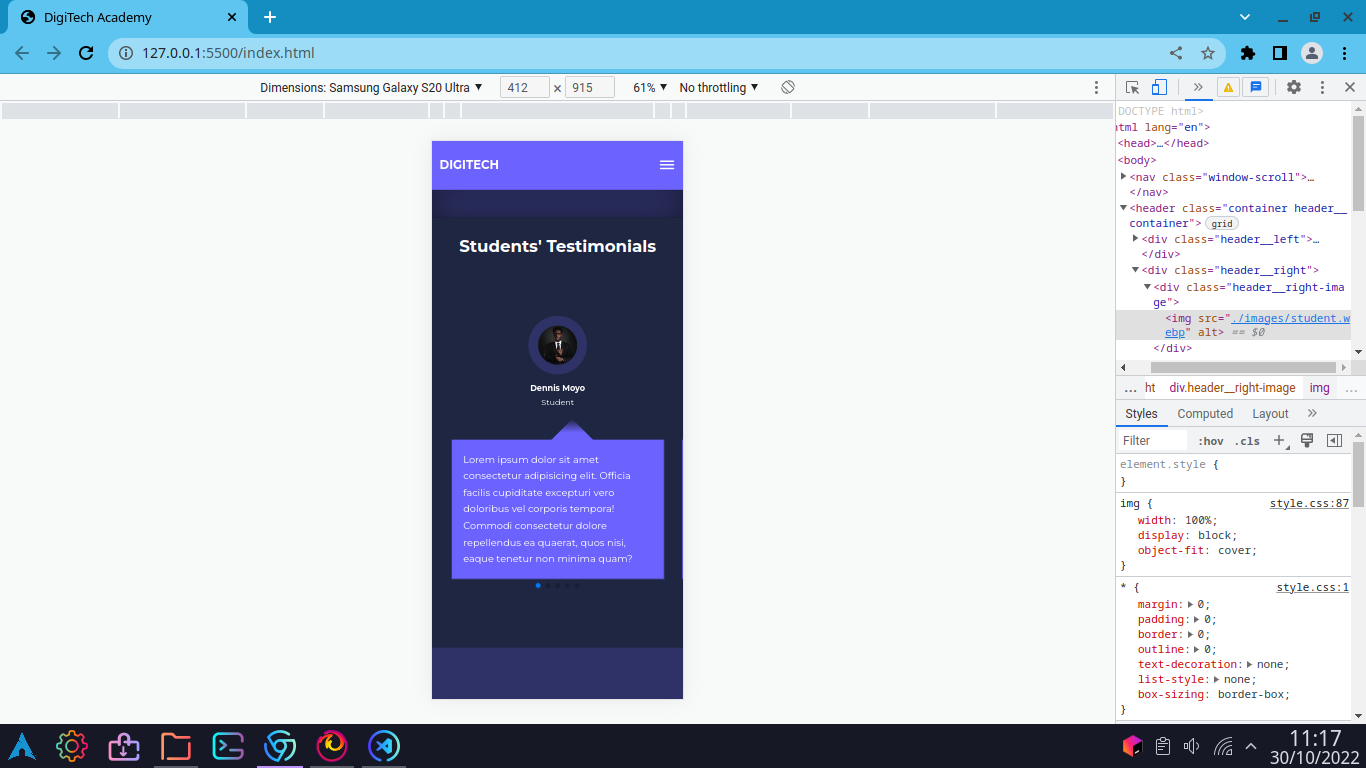 DigiTech Academy
127.0.0.1:5500/index.html
Dimensions: Samsung Galaxy S20 Ultra 412 × 915 61% No throttling
DIGITECH
Students' Testimonials
Dennis Moyo
Student
Lorem ipsum dolor sit amet
consectetur adipisicing elit. Officia
facilis cupiditate excepturi vero
doloribus vel corporis tempora!
Commodi consectetur dolore
repellendus ea quaerat, quos nisi,
eaque tenetur non minima quam?
DOCTYPE html>
html lang="en">
<head>…</head>
<body>
<nav class="window-scroll">…
</nav>
<header class="container header__
container"> grid
<div class="header__left">…
</div>
<div class="header__right">
<div class="header__right-ima
ge">
<img src="./images/student.w
ebp" alt> == $0
</div>
... ht div.header__right-image img ...
Styles Computed Layout
Filter :hov .cls
element.style {
}
img { style.css:87
width: 100%;
display: block;
object-fit: cover;
}
* { style.css:1
margin: 0;
padding: 0;
border: 0;
outline: 0;
text-decoration: none;
list-style: none;
box-sizing: border-box;
}
11:17
30/10/2022